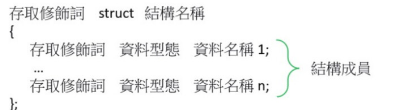 存取修飾詞 struct 結構名稱
{
存取修飾詞 資料型態 資料名稱1;
...
存取修飾詞 資料型態 資料名稱n;
結構成員
};